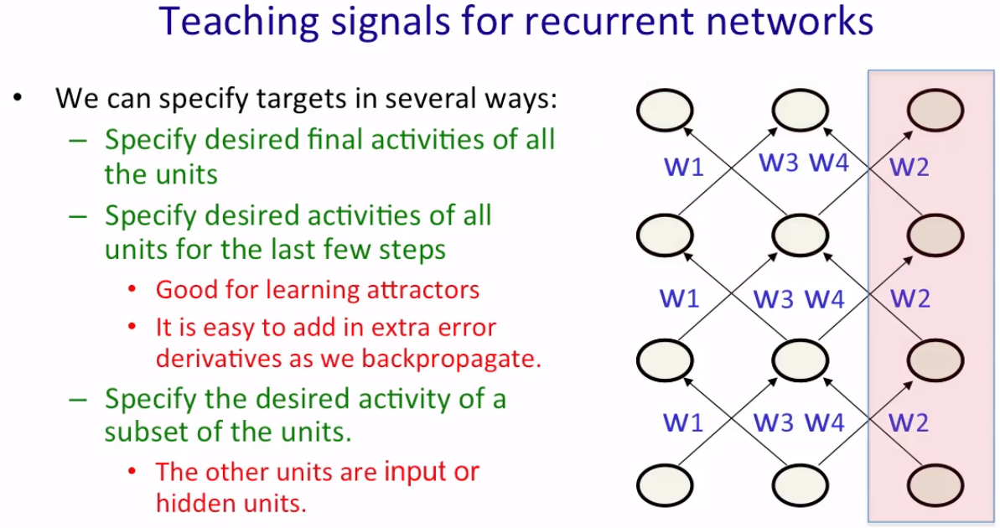 Teaching signals for recurrent networks
• We can specify targets in several ways:
– Specify desired final activities of all
the units
– Specify desired activities of all
units for the last few steps
• Good for learning attractors
• It is easy to add in extra error
derivatives as we backpropagate.
– Specify the desired activity of a
subset of the units.
• The other units are input or
hidden units.
w1 w3 w4 w2
w1 w3 w4 w2
w1 w3 w4 w2